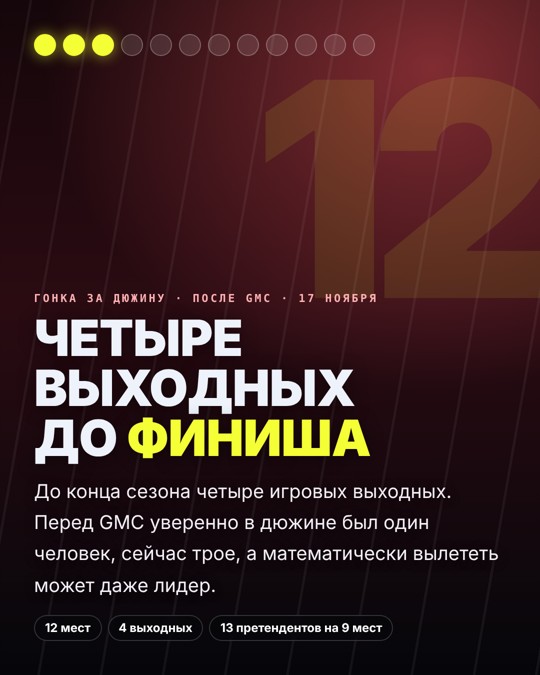 12
ГОНКА ЗА ДЮЖИНУ · ПОСЛЕ GMC · 17 НОЯБРЯ
ЧЕТЫРЕ
ВЫХОДНЫХ
ДО ФИНИША
До конца сезона четыре игровых выходных.
Перед GMC уверенно в дюжине был один
человек, сейчас трое, а математически вылететь
может даже лидер.
12 мест
4 выходных
13 претендентов на 9 мест